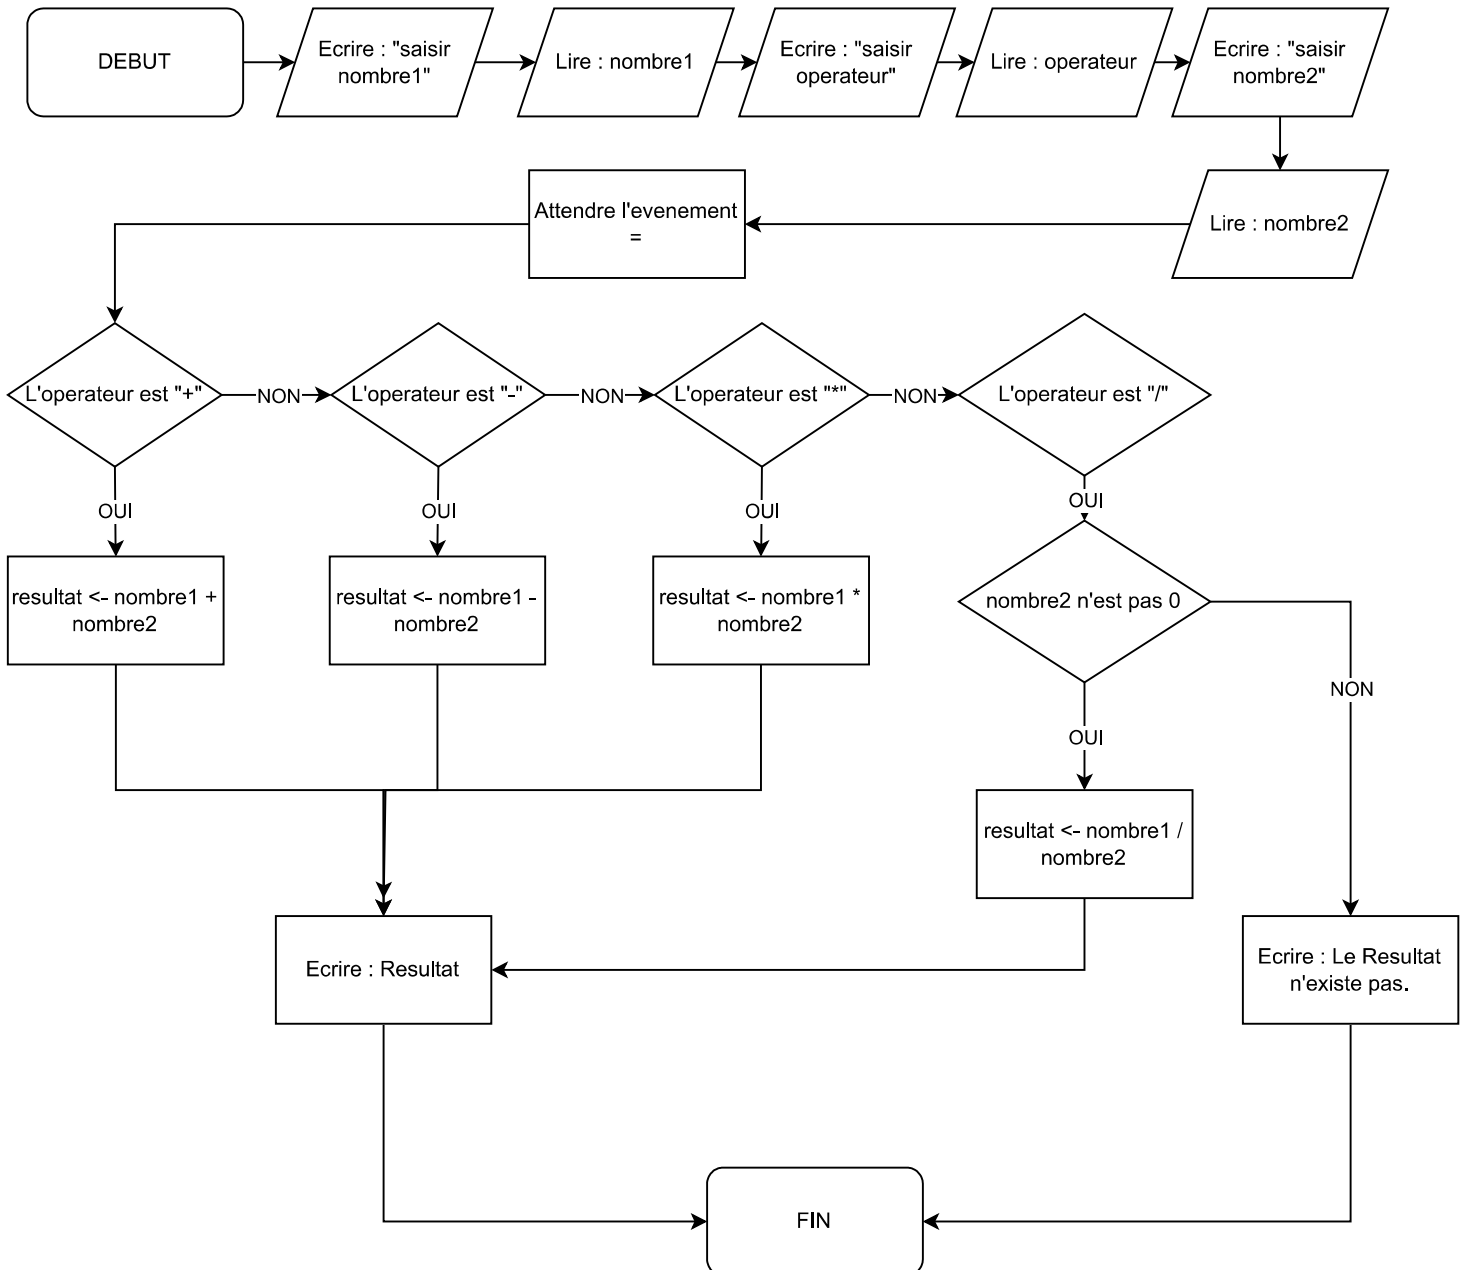 DEBUT
Ecrire : "saisir
nombre1"
Lire : nombre1
Ecrire : "saisir
operateur"
Lire : operateur
Ecrire : "saisir
nombre2"
Lire : nombre2
Attendre l'evenement
=
L'operateur est "+"
NON
L'operateur est "-"
NON
L'operateur est "*"
NON
L'operateur est "/"
OUI
OUI
OUI
OUI
resultat <- nombre1 +
nombre2
resultat <- nombre1 -
nombre2
resultat <- nombre1 *
nombre2
nombre2 n'est pas 0
NON
OUI
resultat <- nombre1 /
nombre2
Ecrire : Resultat
Ecrire : Le Resultat
n'existe pas.
FIN